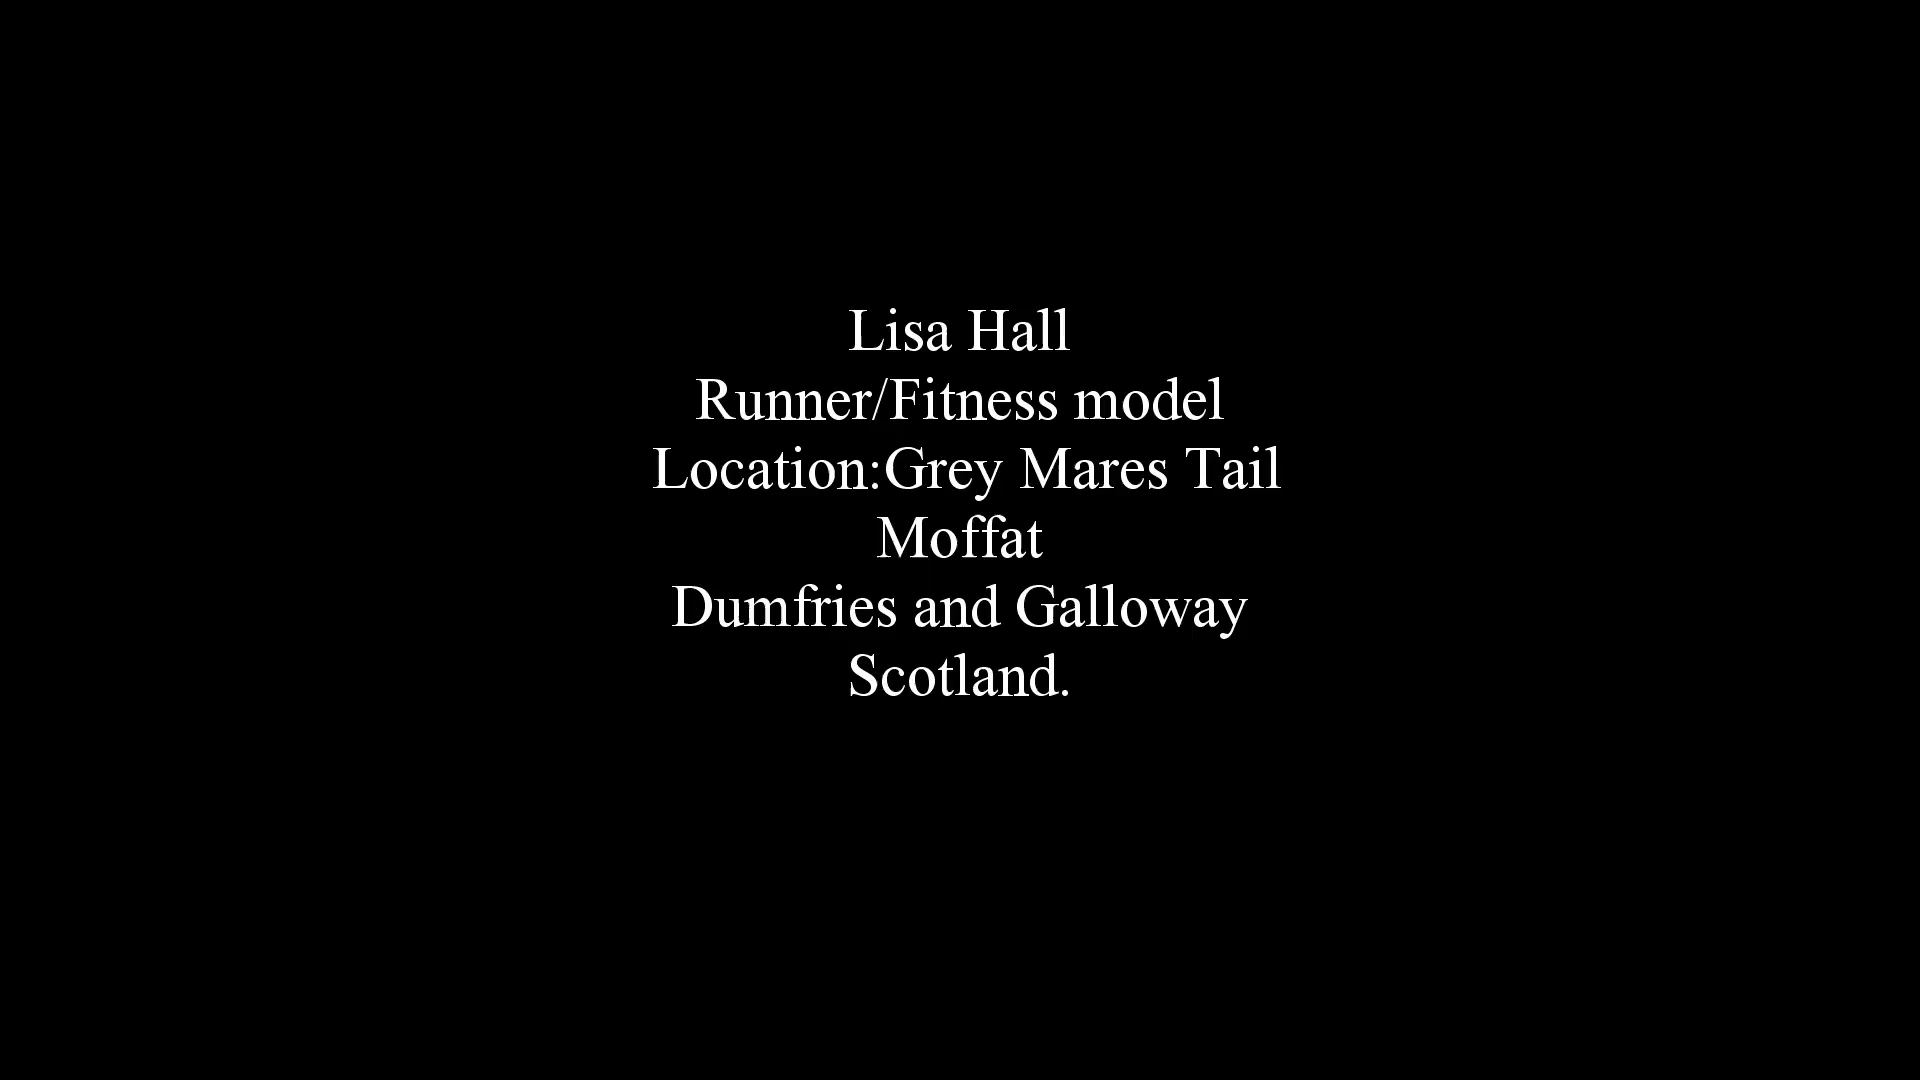 Lisa Hall
Runner/Fitness model
Location:Grey Mares Tail
Moffat
Dumfries and Galloway
Scotland.